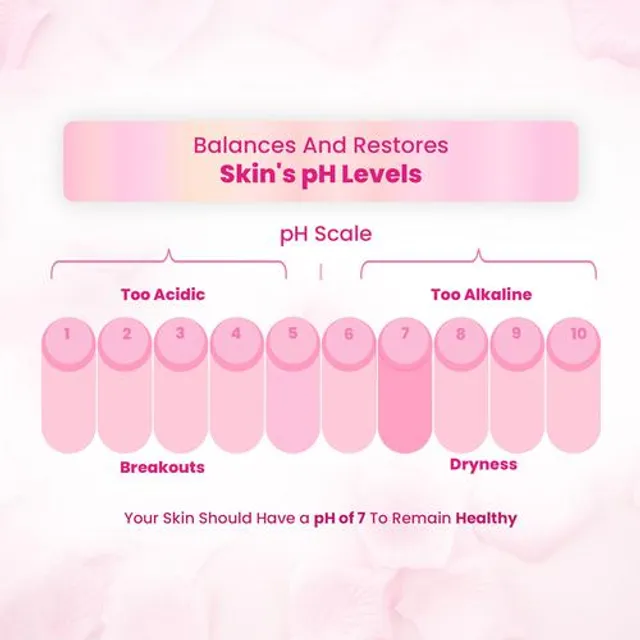 Balances And Restores
Skin's pH Levels
pH Scale
Too Acidic
Too Alkaline
1 2 3 4 5 6 7 8 9 10
Breakouts
Dryness
Your Skin Should Have a pH of 7 To Remain Healthy